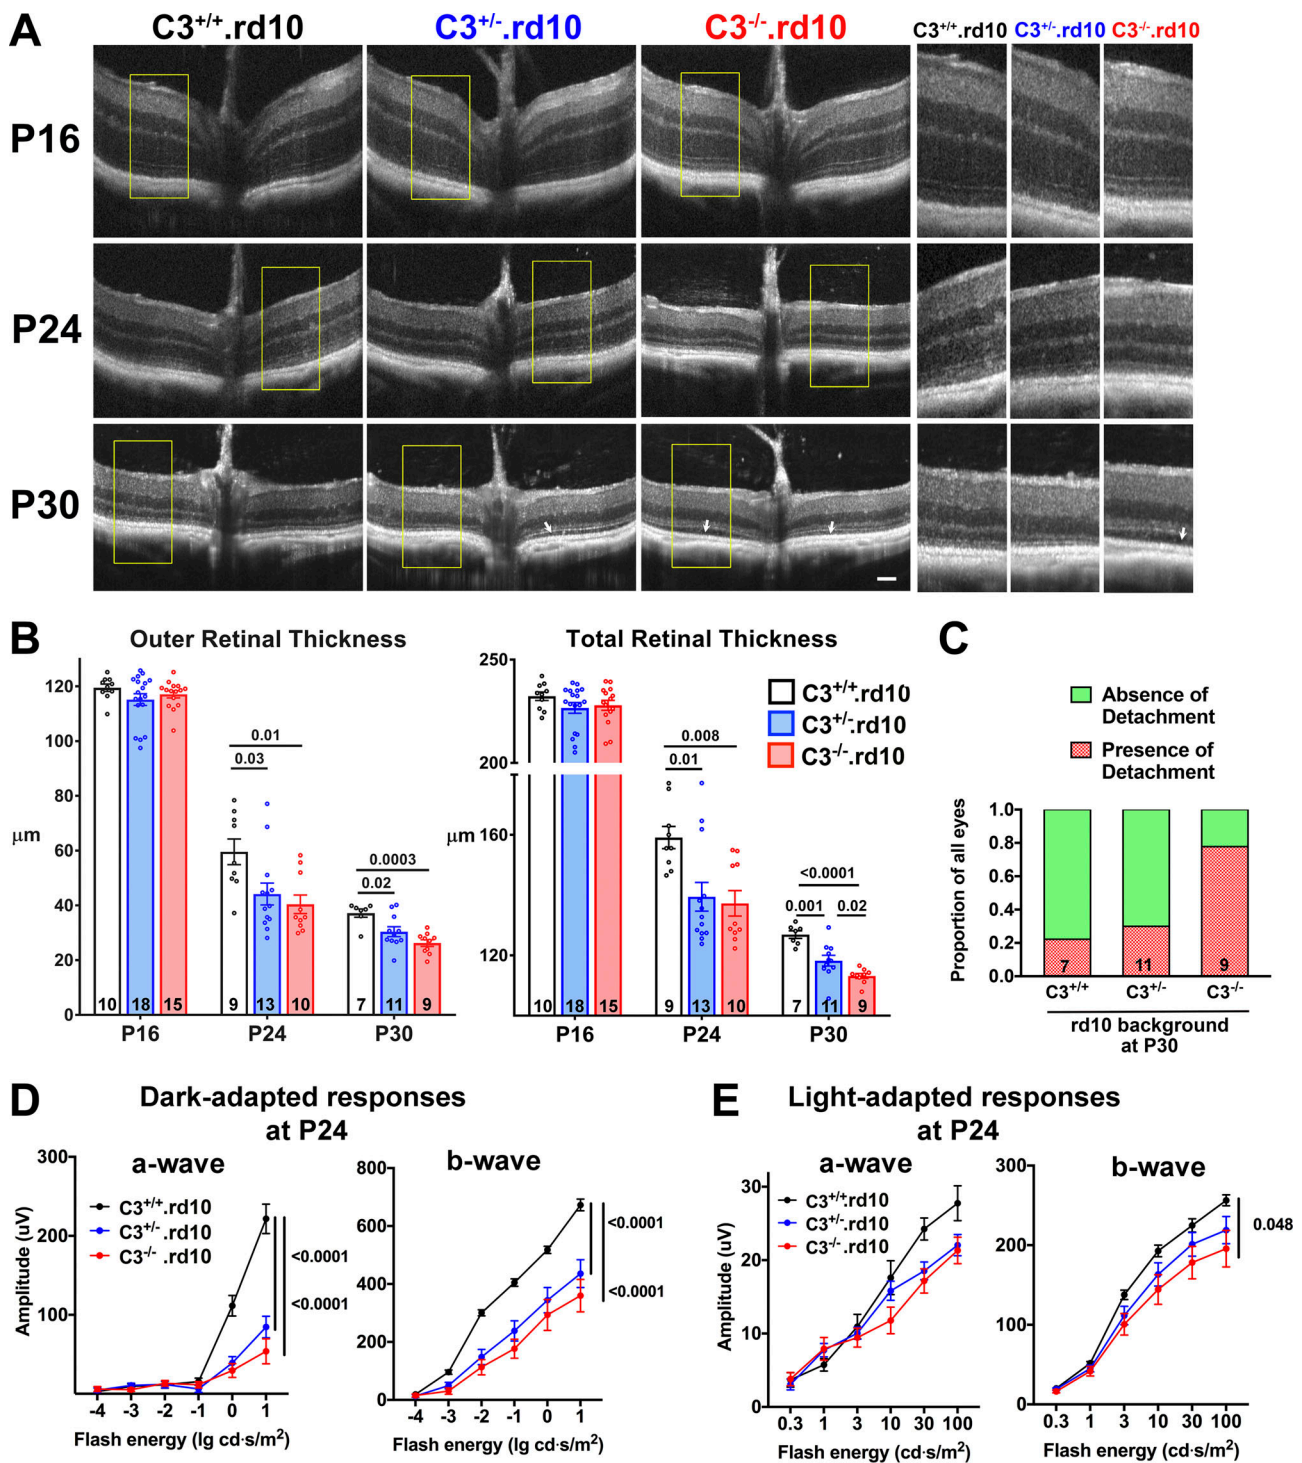 A
C3+/+.rd10 C3+/-.rd10 C3-/-.rd10 C3+/+.rd10 C3+/-.rd10 C3-/-.rd10
P16
P24
P30
B
Outer Retinal Thickness
μm
120
100
80
60
40
20
0
0.01
0.03
0.0003
0.02
10 18 15 9 13 10 7 11 9
P16 P24 P30
Total Retinal Thickness
μm
250
200
160
120
0.008
0.01
<0.0001
0.001 0.02
10 18 15 9 13 10 7 11 9
P16 P24 P30
C3+/+.rd10
C3+/-.rd10
C3-/-.rd10
C
Absence of
Detachment
Presence of
Detachment
Proportion of all eyes
1.0
0.8
0.6
0.4
0.2
0.0
7 11 9
C3+/+ C3+/- C3-/-
rd10 background
at P30
D
Dark-adapted responses
at P24
a-wave
Amplitude (uV)
300
200
100
C3+/+.rd10
C3+/- .rd10
C3-/- .rd10
<0.0001
<0.0001
-4 -3 -2 -1 0 1
Flash energy (lg cd·s/m2)
b-wave
800
600
400
200
0
<0.0001
<0.0001
-4 -3 -2 -1 0 1
Flash energy (lg cd·s/m2)
E
Light-adapted responses
at P24
a-wave
Amplitude (uV)
30
20
10
0
C3+/+.rd10
C3+/-.rd10
C3-/-.rd10
0.3 1 3 10 30 100
Flash energy (cd·s/m2)
b-wave
300
200
100
0
0.048
0.3 1 3 10 30 100
Flash energy (cd·s/m2)